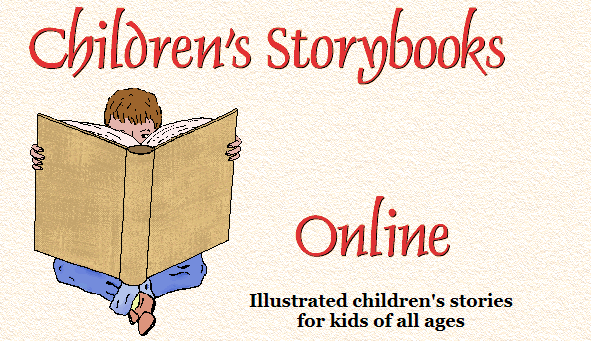 Children's Storybooks
Online
Illustrated children's stories
for kids of all ages